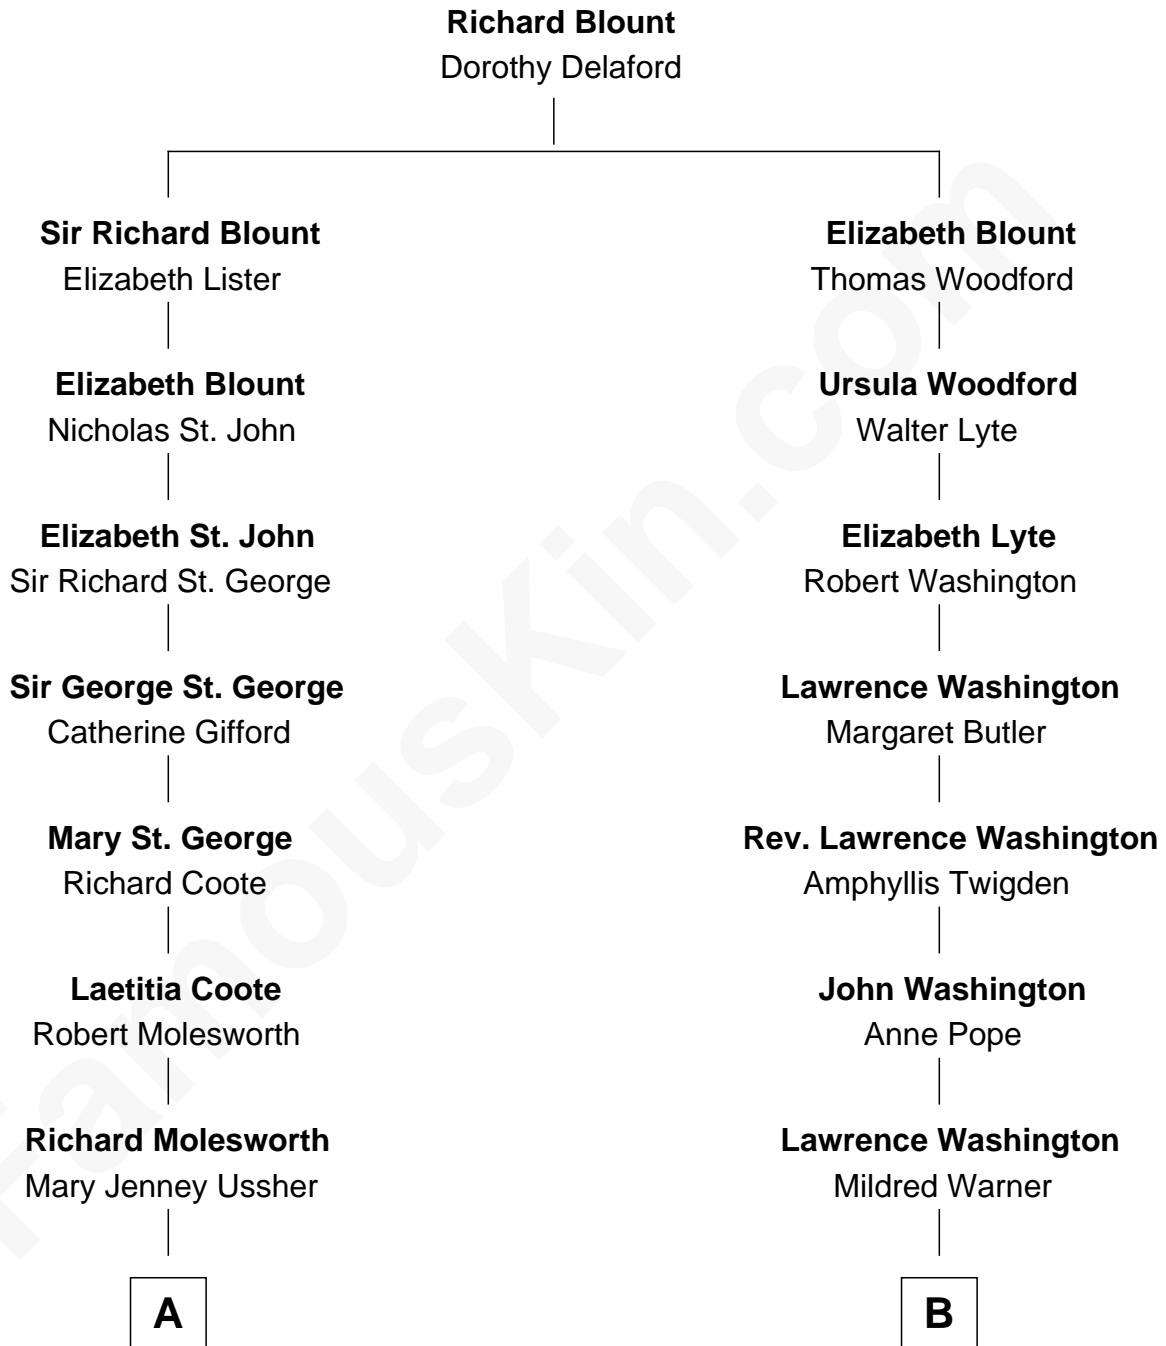 Richard Blount
Dorothy Delaford
Sir Richard Blount
Elizabeth Lister
Elizabeth Blount
Nicholas St. John
Elizabeth St. John
Sir Richard St. George
Sir George St. George
Catherine Gifford
Mary St. George
Richard Coote
Laetitia Coote
Robert Molesworth
Richard Molesworth
Mary Jenney Ussher
A
Elizabeth Blount
Thomas Woodford
Ursula Woodford
Walter Lyte
Elizabeth Lyte
Robert Washington
Lawrence Washington
Margaret Butler
Rev. Lawrence Washington
Amphyllis Twigden
John Washington
Anne Pope
Lawrence Washington
Mildred Warner
B
FamousKin.com